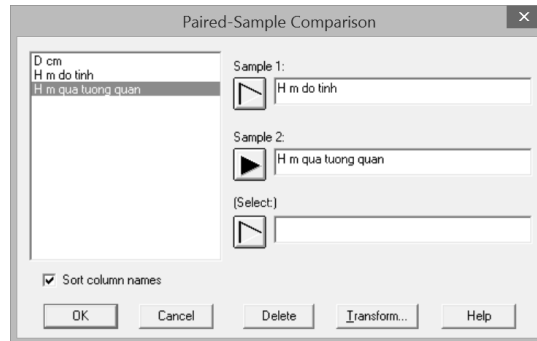 Paired-Sample Comparison
D cm
H m do tinh
H m qua tuong quan
Sample 1:
H m do tinh
Sample 2:
H m qua tuong quan
(Select:)
Sort column names
OK
Cancel
Delete
Transform...
Help